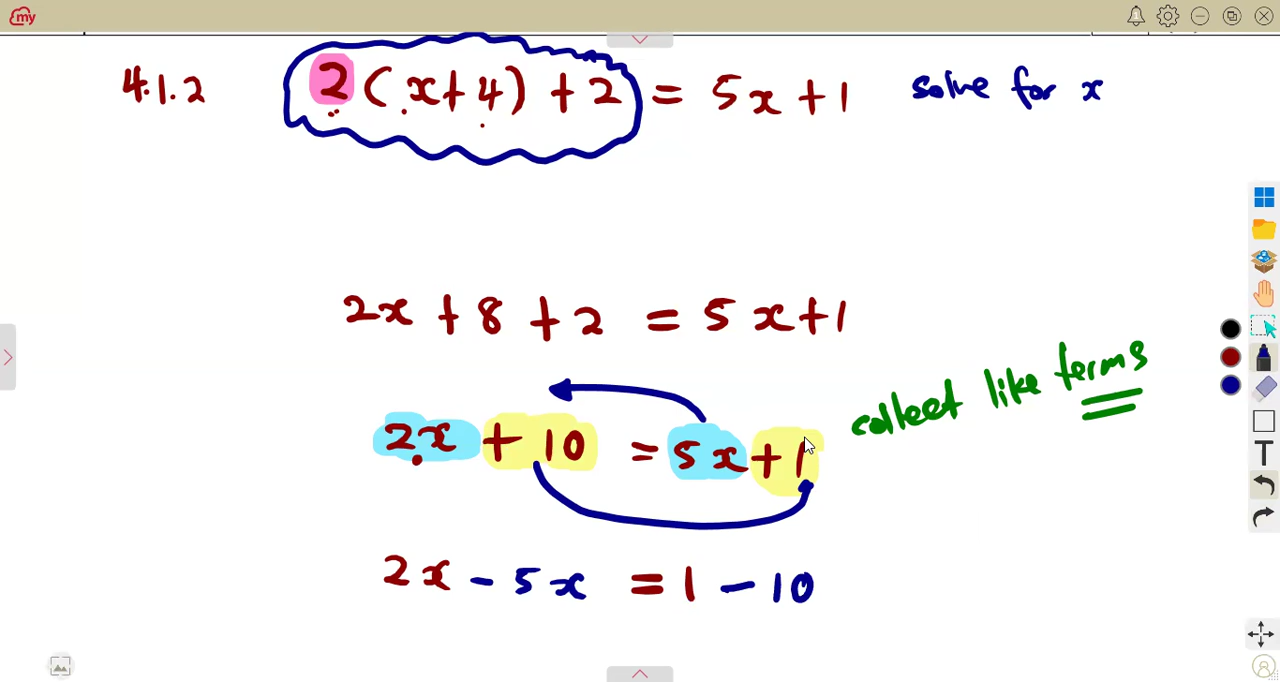 my
4.1.2 2(x+4)+2 = 5x+1 solve for x
2x+8+2 = 5x+1
collect like terms
2x+10 = 5x+1
2x-5x = 1-10
T